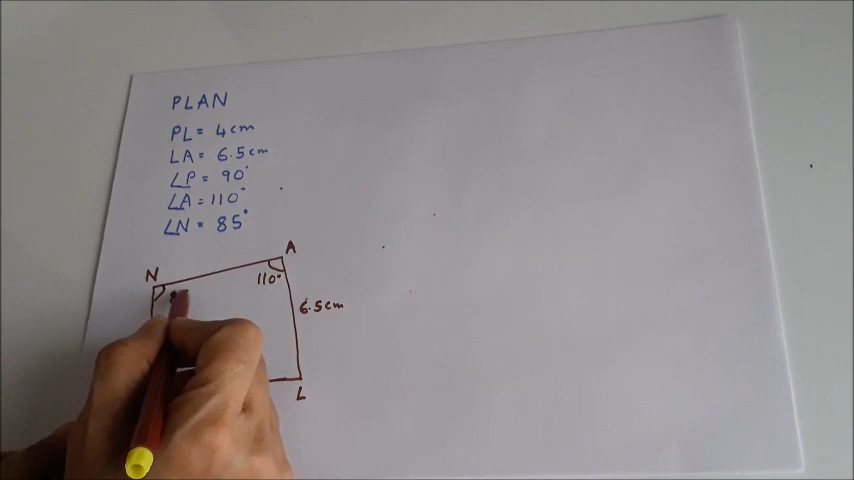 PLAN
PL = 4cm
LA = 6.5cm
∠P = 90°
∠A = 110°
∠N = 85°
A
N
110°
6.5cm
L